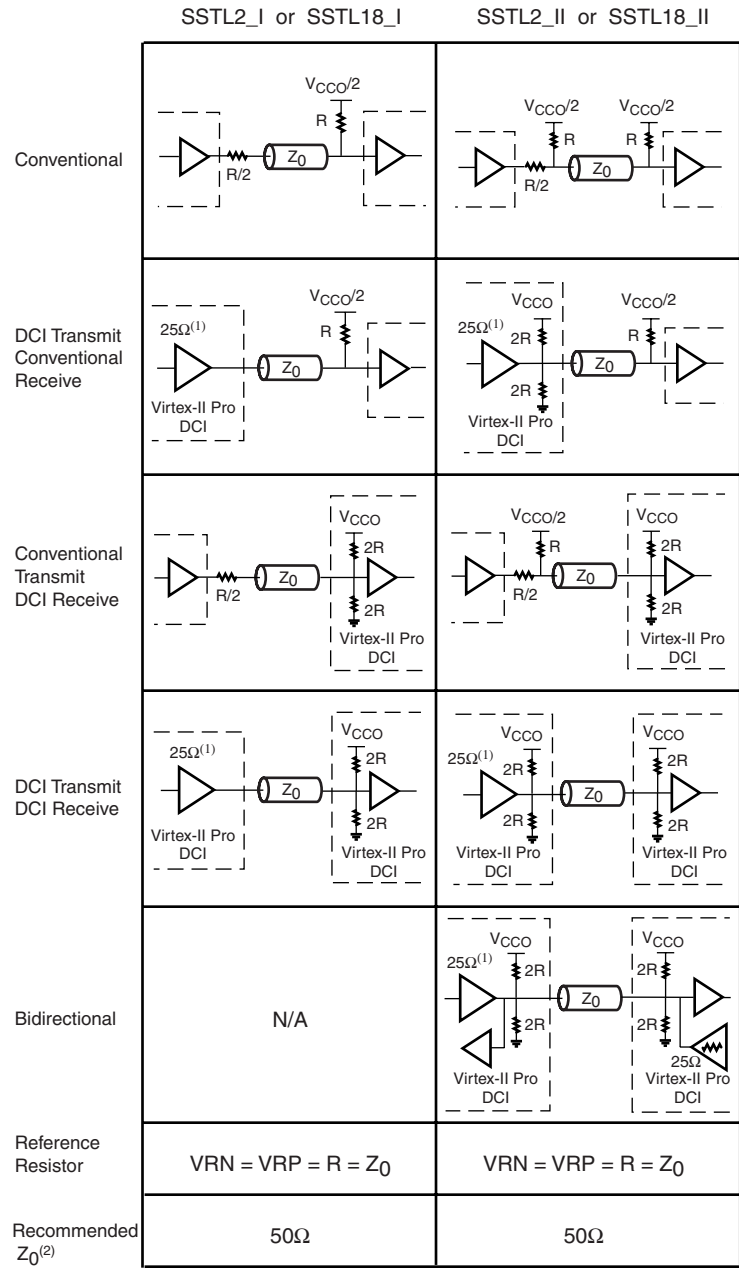 SSTL2_I or SSTL18_I
SSTL2_II or SSTL18_II
Conventional
R/2
Z0
R
VCCO/2
R/2
VCCO/2
R
Z0
VCCO/2
R
DCI Transmit
Conventional
Receive
25Ω(1)
Virtex-II Pro
DCI
Z0
VCCO/2
R
25Ω(1)
VCCO
2R
2R
Virtex-II Pro
DCI
Z0
VCCO/2
R
Conventional
Transmit
DCI Receive
R/2
Z0
VCCO
2R
2R
Virtex-II Pro
DCI
R/2
VCCO/2
R
Z0
VCCO
2R
2R
Virtex-II Pro
DCI
DCI Transmit
DCI Receive
25Ω(1)
Virtex-II Pro
DCI
Z0
VCCO
2R
2R
Virtex-II Pro
DCI
25Ω(1)
VCCO
2R
2R
Virtex-II Pro
DCI
Z0
VCCO
2R
2R
Virtex-II Pro
DCI
Bidirectional
N/A
25Ω(1)
VCCO
2R
2R
Virtex-II Pro
DCI
Z0
VCCO
2R
2R
25Ω
Virtex-II Pro
DCI
Reference
Resistor
VRN = VRP = R = Z0
VRN = VRP = R = Z0
Recommended
Z0(2)
50Ω
50Ω